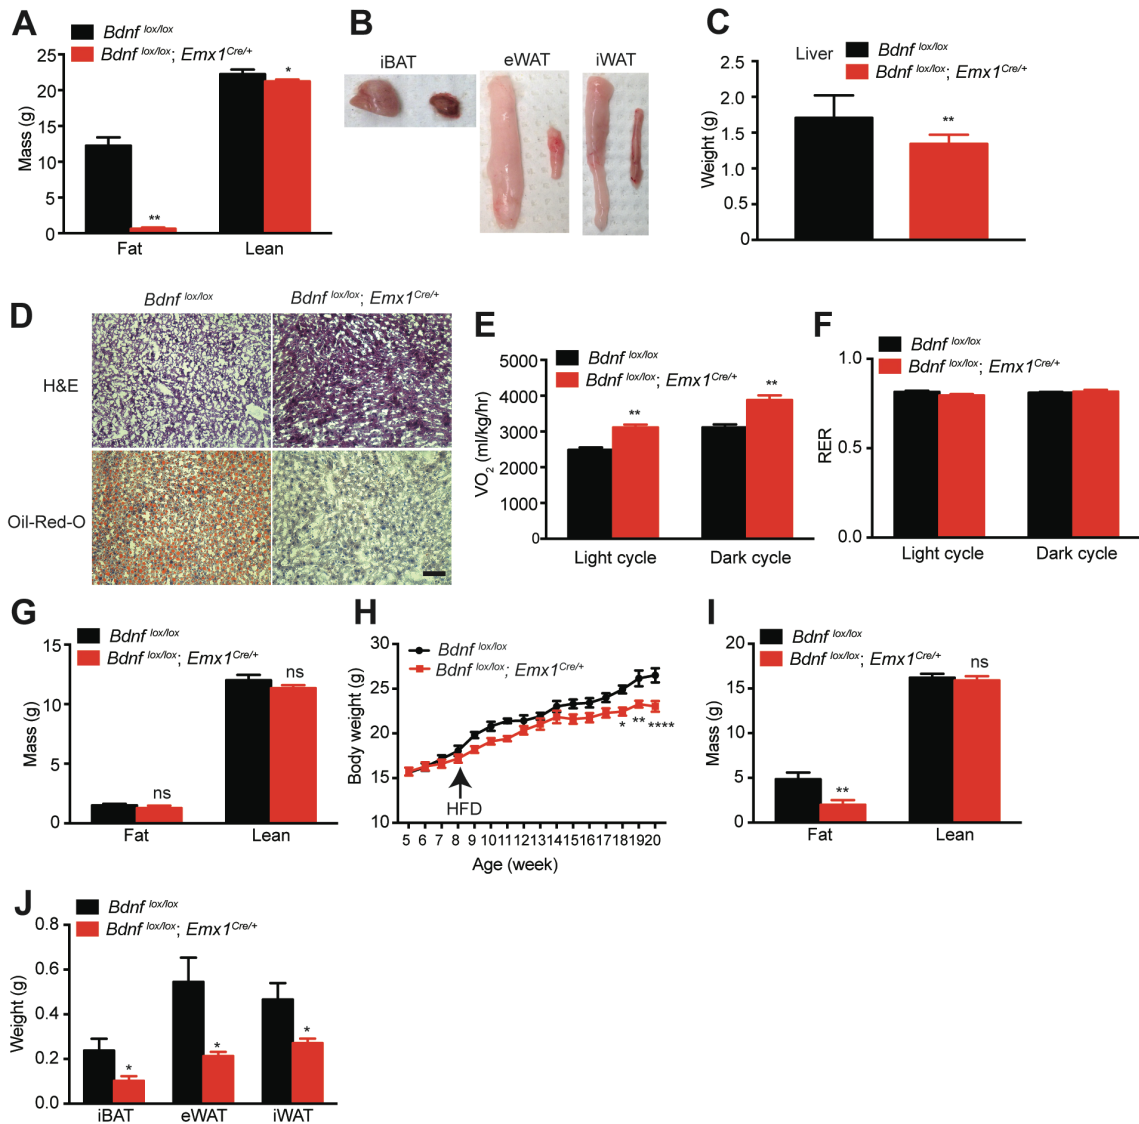 A
Bdnf lox/lox
Bdnf lox/lox; Emx1Cre/+
Mass (g)
25
20
15
10
5
0
**
*
Fat
Lean
B
iBAT
eWAT
iWAT
C
Liver
Bdnf lox/lox
Bdnf lox/lox; Emx1Cre/+
Weight (g)
2.5
2.0
1.5
1.0
0.5
0
**
D
Bdnf lox/lox
Bdnf lox/lox; Emx1Cre/+
H&E
Oil-Red-O
E
Bdnf lox/lox
Bdnf lox/lox; Emx1Cre/+
VO2 (ml/kg/hr)
5000
4000
3000
2000
1000
0
**
**
Light cycle
Dark cycle
F
Bdnf lox/lox
Bdnf lox/lox; Emx1Cre/+
RER
1.0
0.5
0.0
Light cycle
Dark cycle
G
Bdnf lox/lox
Bdnf lox/lox; Emx1Cre/+
Mass (g)
15
10
5
0
ns
ns
Fat
Lean
H
Bdnf lox/lox
Bdnf lox/lox; Emx1Cre/+
Body weight (g)
30
25
20
15
10
* ** ****
HFD
5 6 7 8 9 10 11 12 13 14 15 16 17 18 19 20
Age (week)
I
Bdnf lox/lox
Bdnf lox/lox; Emx1Cre/+
Mass (g)
20
15
10
5
0
**
ns
Fat
Lean
J
Bdnf lox/lox
Bdnf lox/lox; Emx1Cre/+
Weight (g)
0.8
0.6
0.4
0.2
0.0
*
*
*
iBAT
eWAT
iWAT